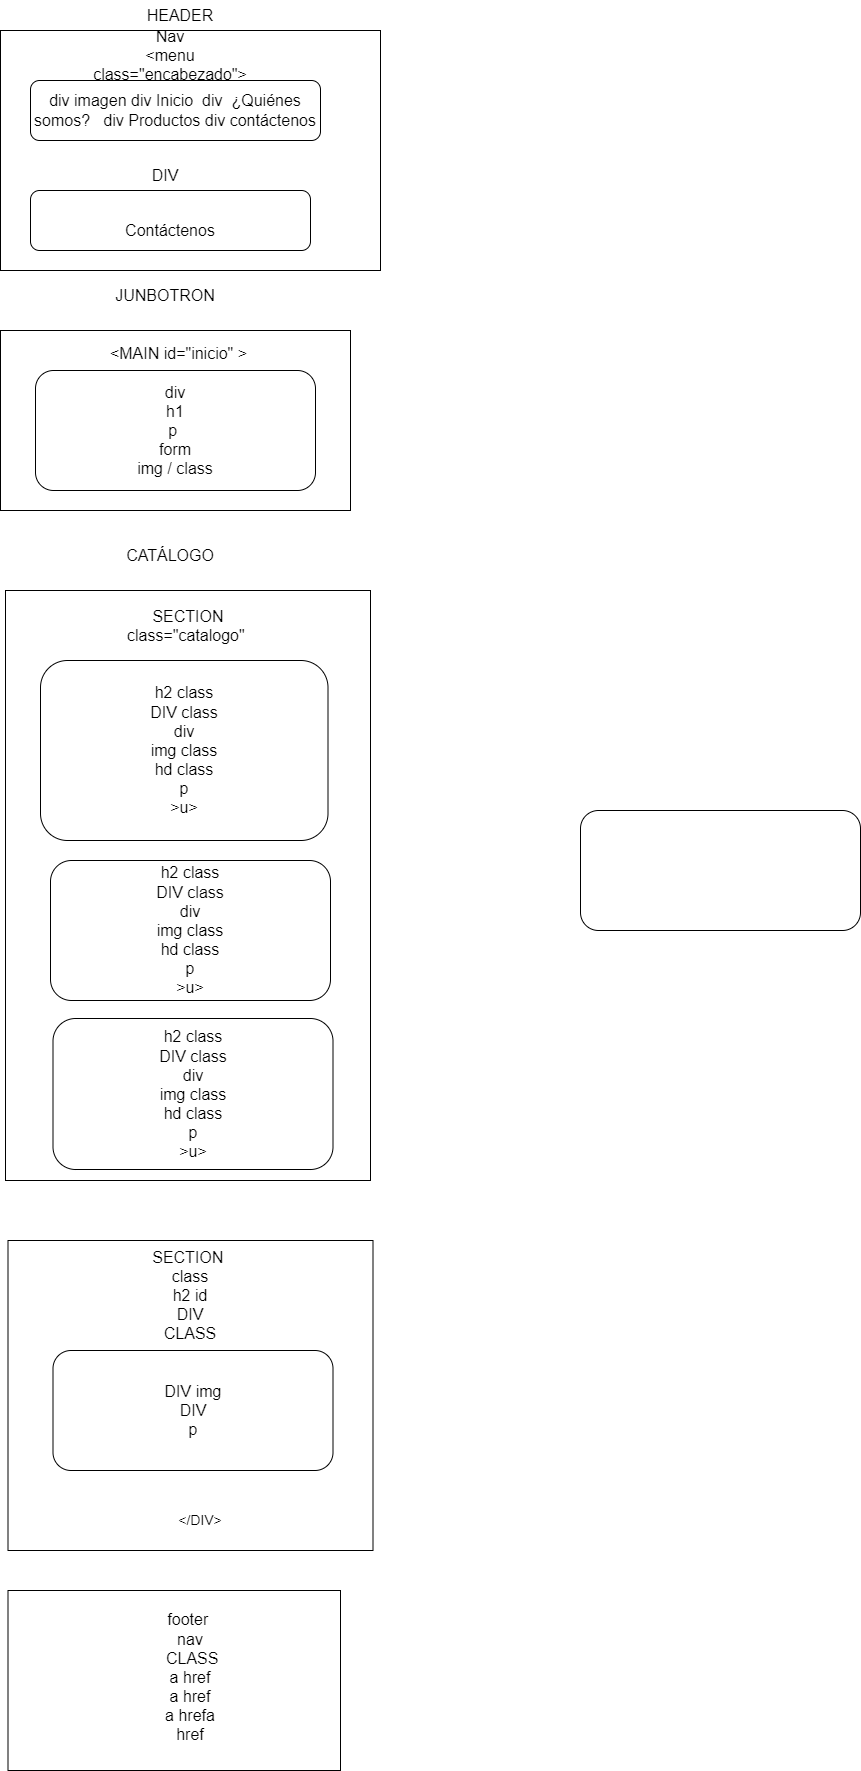 HEADER
Nav
<menu
class="encabezado">
div imagen div Inicio  div  ¿Quiénes
somos?   div Productos div contáctenos
DIV
Contáctenos
JUNBOTRON
<MAIN id="inicio" >
div
h1
p
form
img / class
CATÁLOGO
SECTION
class="catalogo"
h2 class
DIV class
div
img class
hd class
p
>u>
h2 class
DIV class
div
img class
hd class
p
>u>
h2 class
DIV class
div
img class
hd class
p
>u>
SECTION
class
h2 id
DIV
CLASS
DIV img
DIV
p
</DIV>
footer
nav
CLASS
a href
a href
a hrefa
href